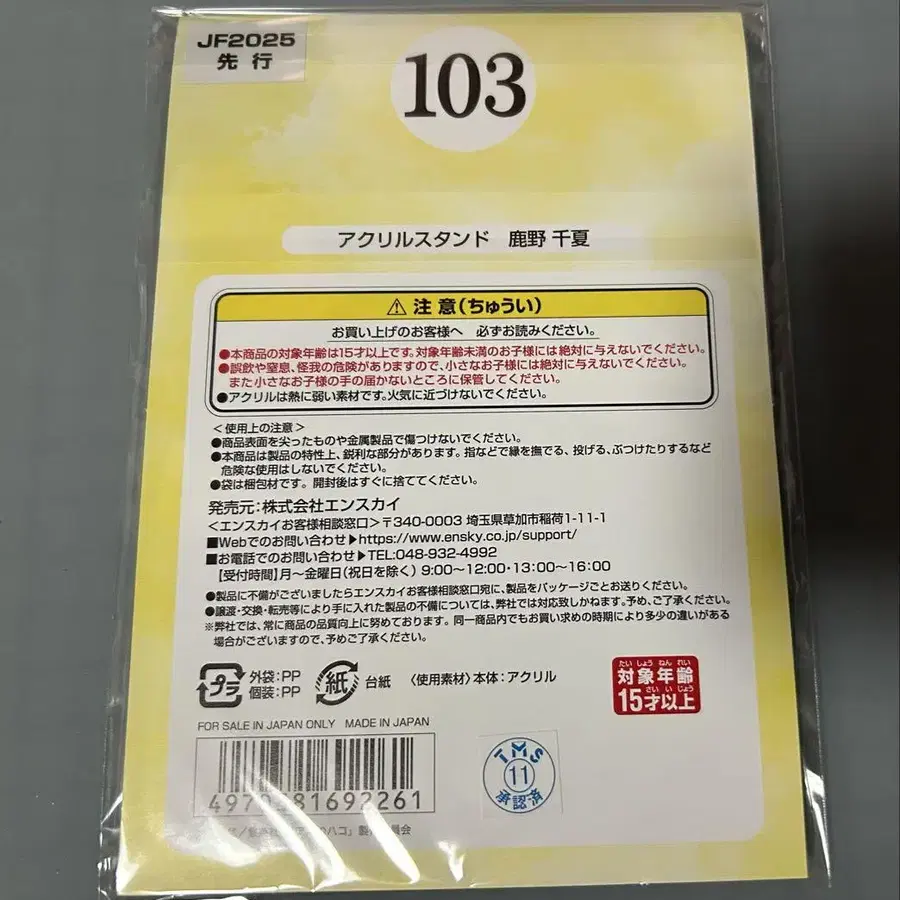 JF2025
先行
103
アクリルスタンド 鹿野 千夏
⚠ 注意(ちゅうい)
お買い上げのお客様へ 必ずお読みください。
●本商品の対象年齢は15才以上です。対象年齢未満のお子様には絶対に与えないでください。
●誤飲や窒息、怪我の危険がありますので、小さなお子様には絶対に与えないでください。
また小さなお子様の手の届かないところに保管してください。
●アクリルは熱に弱い素材です。火気に近づけないでください。
<使用上の注意>
●商品表面を尖ったものや金属製品で傷つけないでください。
●本商品は製品の特性上、鋭利な部分があります。指などで縁を撫でる、投げる、ぶつけたりするなど
危険な使用はしないでください。
●袋は梱包材です。開封後はすぐに捨ててください。
発売元:株式会社エンスカイ
<エンスカイお客様相談窓口>〒340-0003 埼玉県草加市稲荷1-11-1
■Webでのお問い合わせ▶https://www.ensky.co.jp/support/
■お電話でのお問い合わせ▶TEL:048-932-4992
【受付時間】月~金曜日(祝日を除く) 9:00~12:00・13:00~16:00
●製品に不備がございましたらエンスカイお客様相談窓口宛に、製品をパッケージごとお送りください。
●譲渡・交換・転売等により手に入れた製品の不備については、弊社では対応致しかねます。予め、ご了承ください。
※弊社では、常に商品の品質向上に努めております。同一商品内でもお買い求めの時期により多少の違いがある
場合がございますので、予めご了承ください。
プラ 外袋:PP
個装:PP
紙 台紙 〈使用素材〉本体:アクリル
たいしょうねんれい
対象年齢
さいいじょう
15才以上
FOR SALE IN JAPAN ONLY MADE IN JAPAN
TMS
11
承認済
ハコ」製
員会